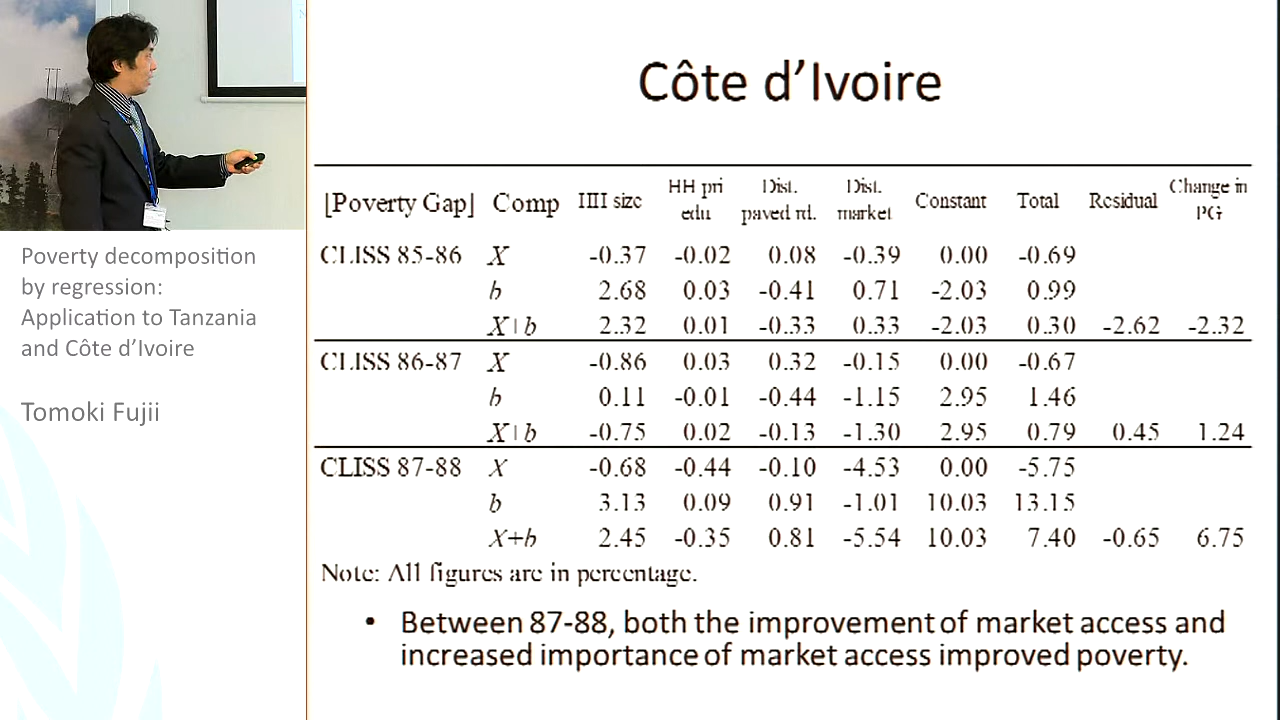 Côte d'Ivoire
[Poverty Gap] Comp HH size HH pri edu Dist. paved rd. Dist. market Constant Total Residual Change in PG
CLISS 85-86 X -0.37 -0.02 0.08 -0.39 0.00 -0.69
b 2.68 0.03 -0.41 0.71 -2.03 0.99
X+b 2.32 0.01 -0.33 0.33 -2.03 0.30 -2.62 -2.32
CLISS 86-87 X -0.86 0.03 0.32 -0.15 0.00 -0.67
b 0.11 -0.01 -0.44 -1.15 2.95 1.46
X+b -0.75 0.02 -0.13 -1.30 2.95 0.79 0.45 1.24
CLISS 87-88 X -0.68 -0.44 -0.10 -4.53 0.00 -5.75
b 3.13 0.09 0.91 -1.01 10.03 13.15
X+b 2.45 -0.35 0.81 -5.54 10.03 7.40 -0.65 6.75
Note: All figures are in percentage.
• Between 87-88, both the improvement of market access and
increased importance of market access improved poverty.
Poverty decomposition
by regression:
Application to Tanzania
and Côte d'Ivoire
Tomoki Fujii